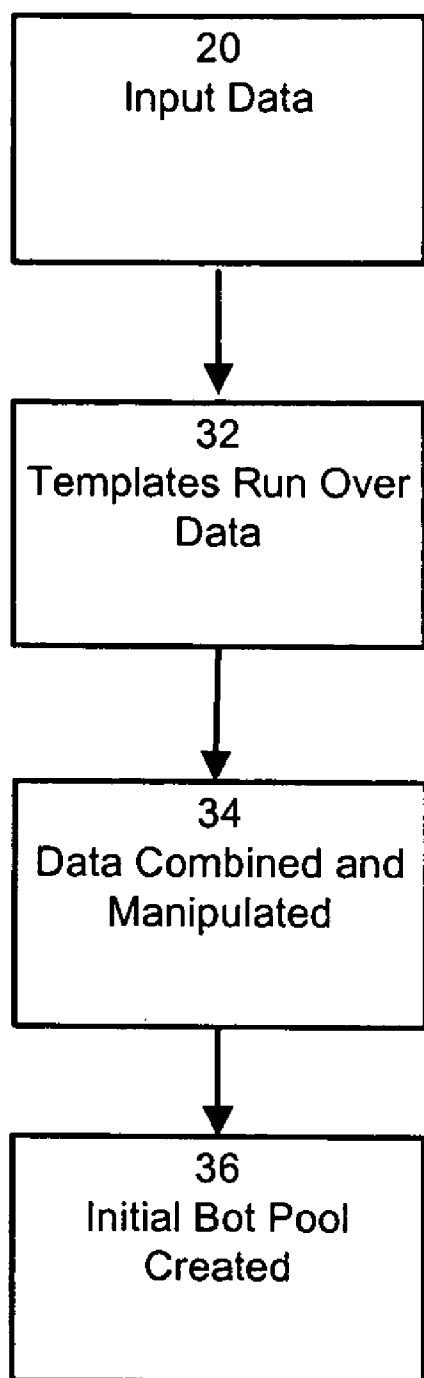 20
Input Data
32
Templates Run Over
Data
34
Data Combined and
Manipulated
36
Initial Bot Pool
Created